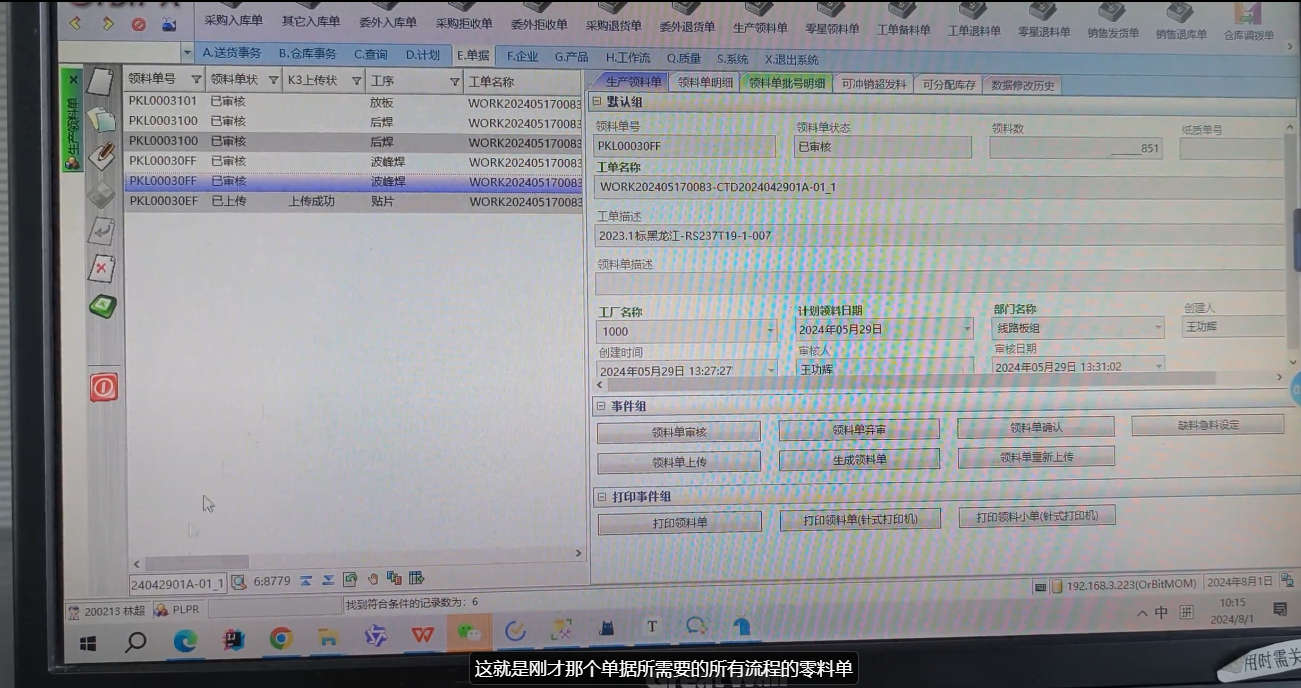 采购入库单 其它入库单 委外入库单 采购拒收单 委外拒收单 采购退货单 委外退货单 生产领料单 零星领料单 工单备料单 工单退料单 零星退料单 销售发货单 销售退库单 仓库调拨单
A.送货事务 B.仓库事务 C.查询 D.计划 E.单据 F.企业 G.产品 H.工作流 Q.质量 S.系统 X.退出系统
生产领料单
领料单号 领料单状 K3上传状 工序 工单名称
PKL0003101 已审核 放板 WORK202405170083
PKL0003100 已审核 后焊 WORK202405170083
PKL0003100 已审核 后焊 WORK202405170083
PKL00030FF 已审核 波峰焊 WORK202405170083
PKL00030FF 已审核 波峰焊 WORK202405170083
PKL00030EF 已上传 上传成功 贴片 WORK202405170083
生产领料单 领料单明细 领料单批号明细 可冲销超发料 可分配库存 数据修改历史
默认组
领料单号 领料单状态 领料数 纸质单号
PKL00030FF 已审核 851
工单名称
WORK202405170083-CTD2024042901A-01_1
工单描述
2023.1标黑龙江-RS237T19-1-007
领料单描述
工厂名称 计划领料日期 部门名称 创建人
1000 2024年05月29日 线路板组 王功辉
创建时间 审核人 审核日期
2024年05月29日 13:27:27 王功辉 2024年05月29日 13:31:02
事件组
领料单审核 领料单弃审 领料单确认 缺料急料设定
领料单上传 生成领料单 领料单重新上传
打印事件组
打印领料单 打印领料单(针式打印机) 打印领料小单(针式打印机)
24042901A-01_1 6:8779
192.168.3.223(OrBitMOM) 2024年8月1日
200213 林超 PLPR 找到符合条件的记录数为：6
中 拼 10:15
2024/8/1
用时需关
这就是刚才那个单据所需要的所有流程的零料单